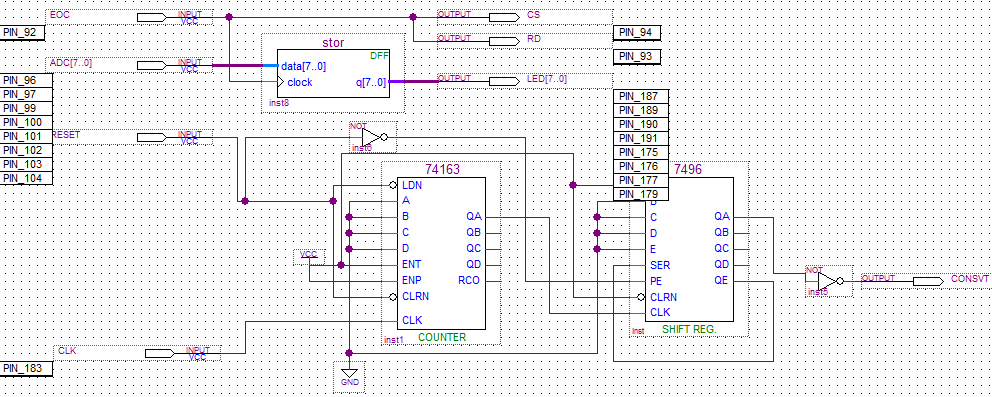 EOC INPUT VCC OUTPUT CS
PIN_92 PIN_94
OUTPUT RD
PIN_93
stor
DFF
ADC[7..0] INPUT VCC data[7..0]
clock q[7..0] OUTPUT LED[7..0]
inst8
PIN_96
PIN_97
PIN_99
PIN_100
PIN_101
PIN_102
PIN_103
PIN_104
PIN_187
PIN_189
PIN_190
PIN_191
PIN_175
PIN_176
PIN_177
PIN_179
RESET INPUT VCC
NOT
inst6
74163
LDN
A
B QA
C QB
D QC
ENT QD
ENP RCO
CLRN
CLK
inst1 COUNTER
VCC
7496
B
C QA
D QB
E QC
SER QD
PE QE
CLRN
CLK
inst SHIFT REG.
NOT
inst5
OUTPUT CONSVT
CLK INPUT VCC
PIN_183
GND